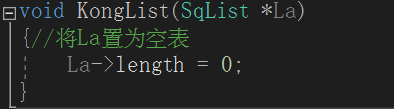 void KongList(SqList *La)
{//将La置为空表
La->length = 0;
}